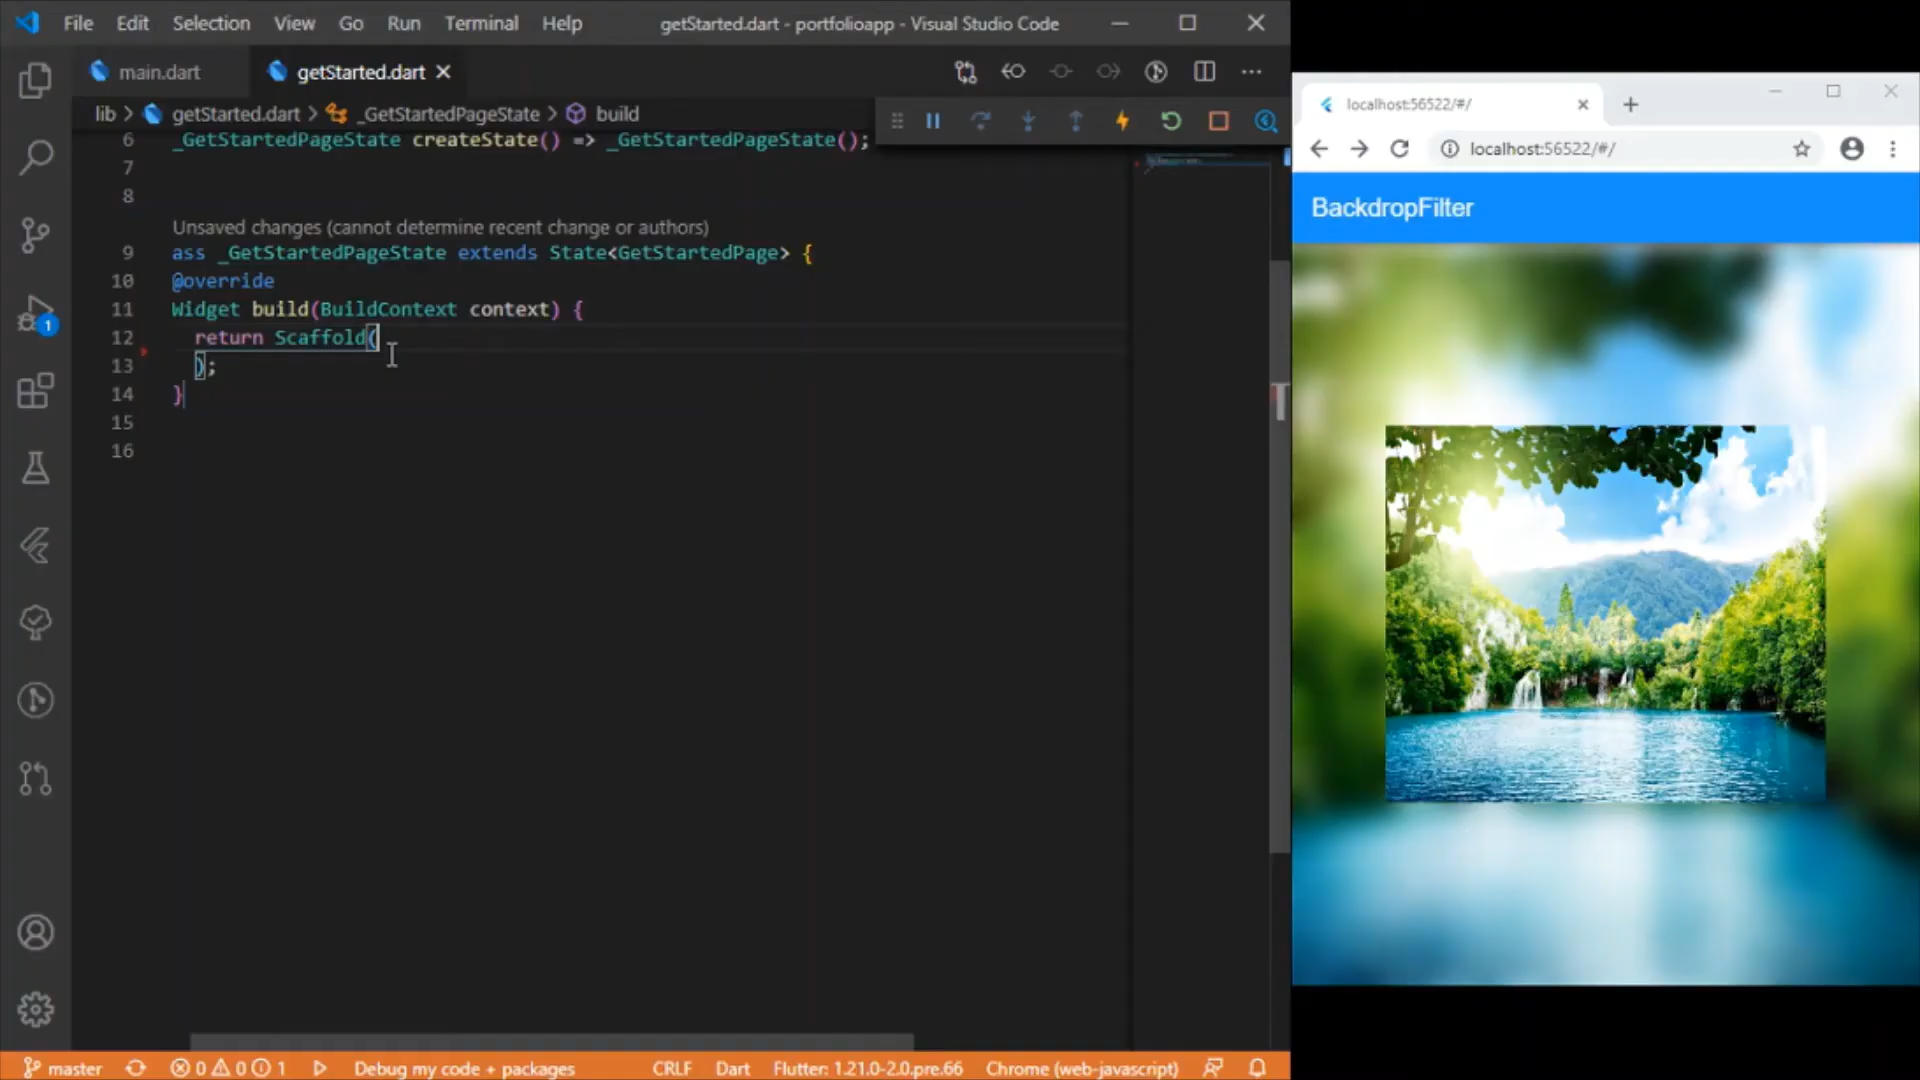 File Edit Selection View Go Run Terminal Help getStarted.dart - portfolioapp - Visual Studio Code
main.dart getStarted.dart
lib > getStarted.dart > _GetStartedPageState > build
6 _GetStartedPageState createState() => _GetStartedPageState();
7
8
Unsaved changes (cannot determine recent change or authors)
9 ass _GetStartedPageState extends State<GetStartedPage> {
10 @override
11 Widget build(BuildContext context) {
12 return Scaffold(
13 );
14 }
15
16
1
master 0 0 1 Debug my code + packages CRLF Dart Flutter: 1.21.0-2.0.pre.66 Chrome (web-javascript)
localhost:56522/#/
localhost:56522/#/
BackdropFilter